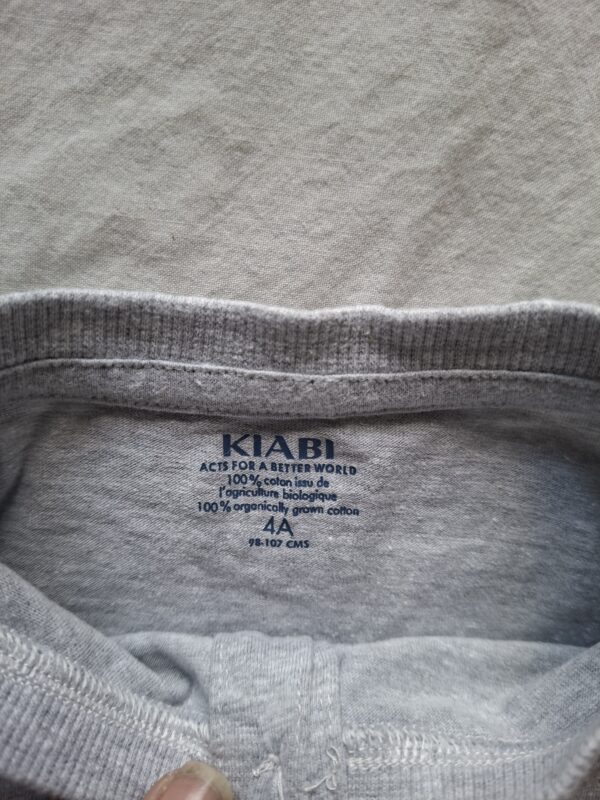 KIABI
ACTS FOR A BETTER WORLD
100% coton issu de
l'agriculture biologique
100% organically grown cotton
4A
98-107 CMS